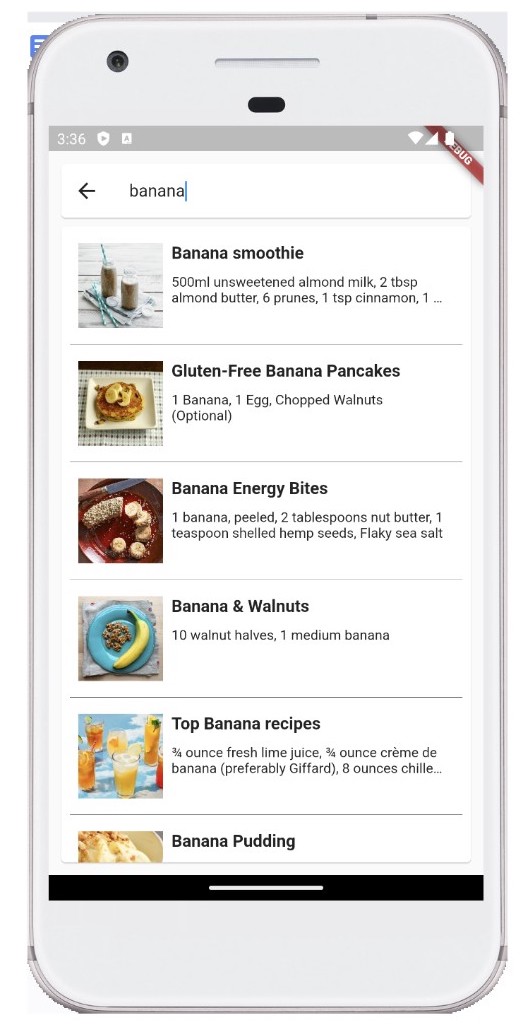 3:36
EBUG
banana
Banana smoothie
500ml unsweetened almond milk, 2 tbsp
almond butter, 6 prunes, 1 tsp cinnamon, 1 ...
Gluten-Free Banana Pancakes
1 Banana, 1 Egg, Chopped Walnuts
(Optional)
Banana Energy Bites
1 banana, peeled, 2 tablespoons nut butter, 1
teaspoon shelled hemp seeds, Flaky sea salt
Banana & Walnuts
10 walnut halves, 1 medium banana
Top Banana recipes
¾ ounce fresh lime juice, ¾ ounce crème de
banana (preferably Giffard), 8 ounces chille...
Banana Pudding